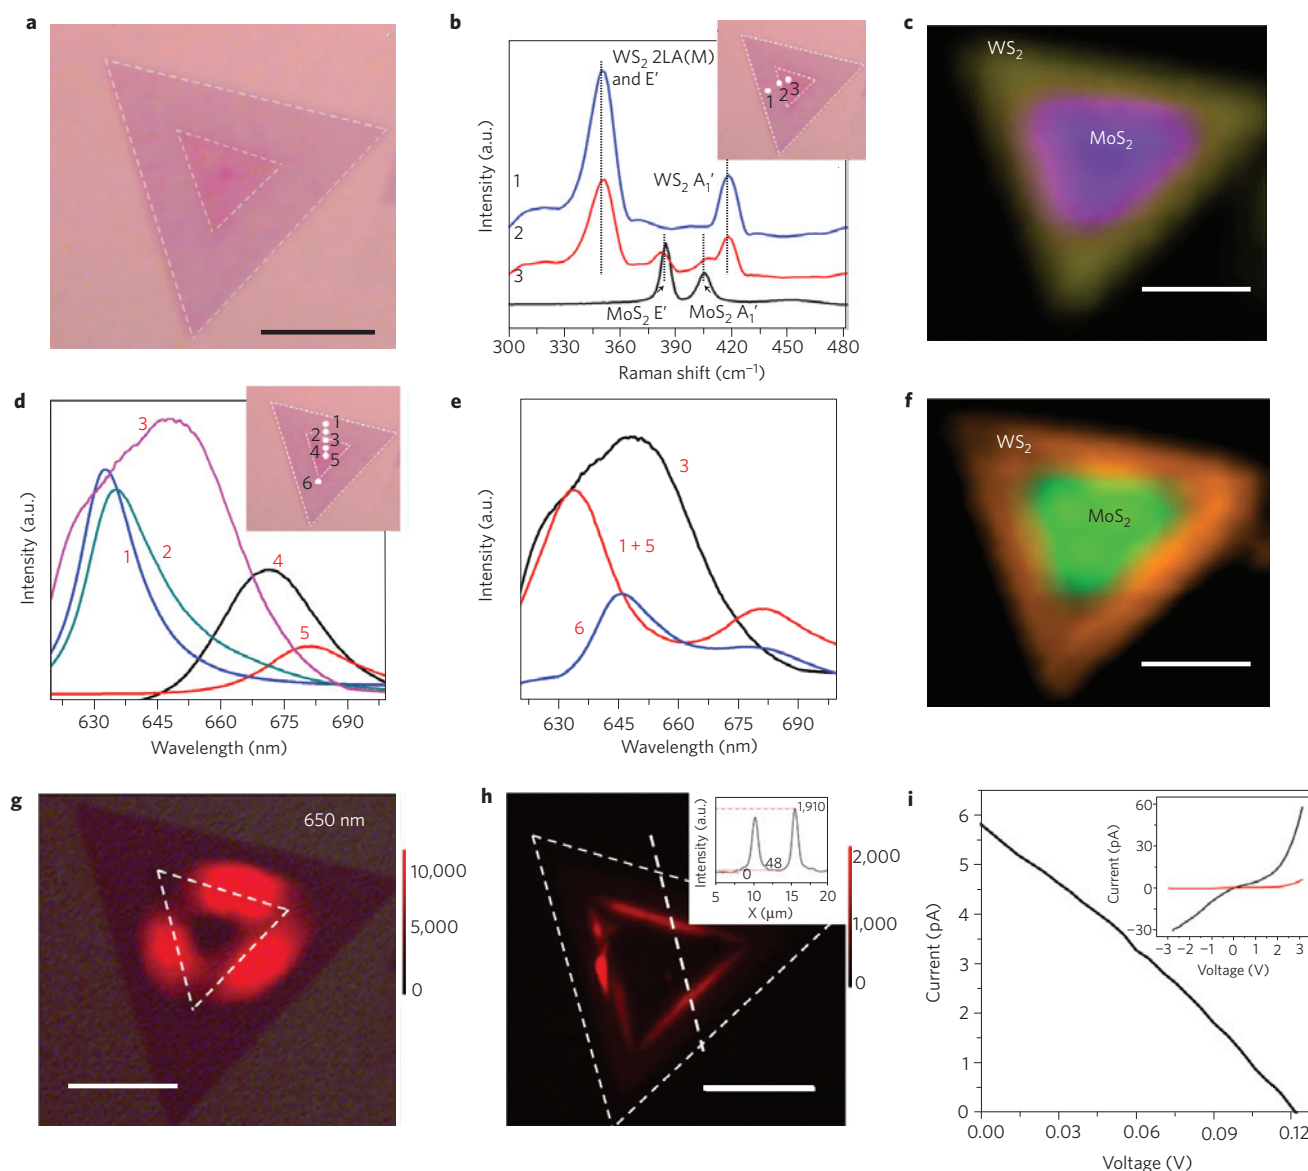 a
b
WS₂ 2LA(M)
and E′
1
2
3
WS₂ A₁′
1
2
3
MoS₂ E′
MoS₂ A₁′
Intensity (a.u.)
300 330 360 390 420 450 480
Raman shift (cm⁻¹)
c
WS₂
MoS₂
d
3
1
2
4
5
1
2
3
4
5
6
Intensity (a.u.)
630 645 660 675 690
Wavelength (nm)
e
3
1 + 5
6
Intensity (a.u.)
630 645 660 675 690
Wavelength (nm)
f
WS₂
MoS₂
g
650 nm
10,000
5,000
0
h
Intensity (a.u.)
1,910
48
0
5 10 15 20
X (μm)
2,000
1,000
0
i
6
5
4
3
2
1
0
Current (pA)
0.00 0.03 0.06 0.09 0.12
Voltage (V)
60
30
0
−30
Current (pA)
−3 −2 −1 0 1 2 3
Voltage (V)